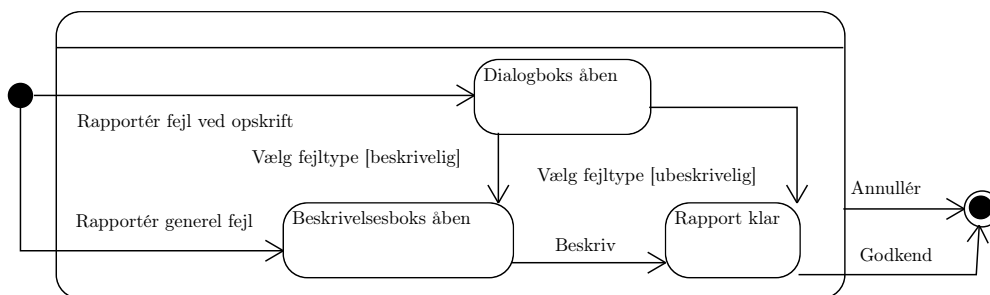 Dialogboks åben
Rapportér fejl ved opskrift
Vælg fejltype [beskrivelig]
Vælg fejltype [ubeskrivelig]
Annullér
Rapportér generel fejl
Beskrivelsesboks åben
Rapport klar
Beskriv
Godkend